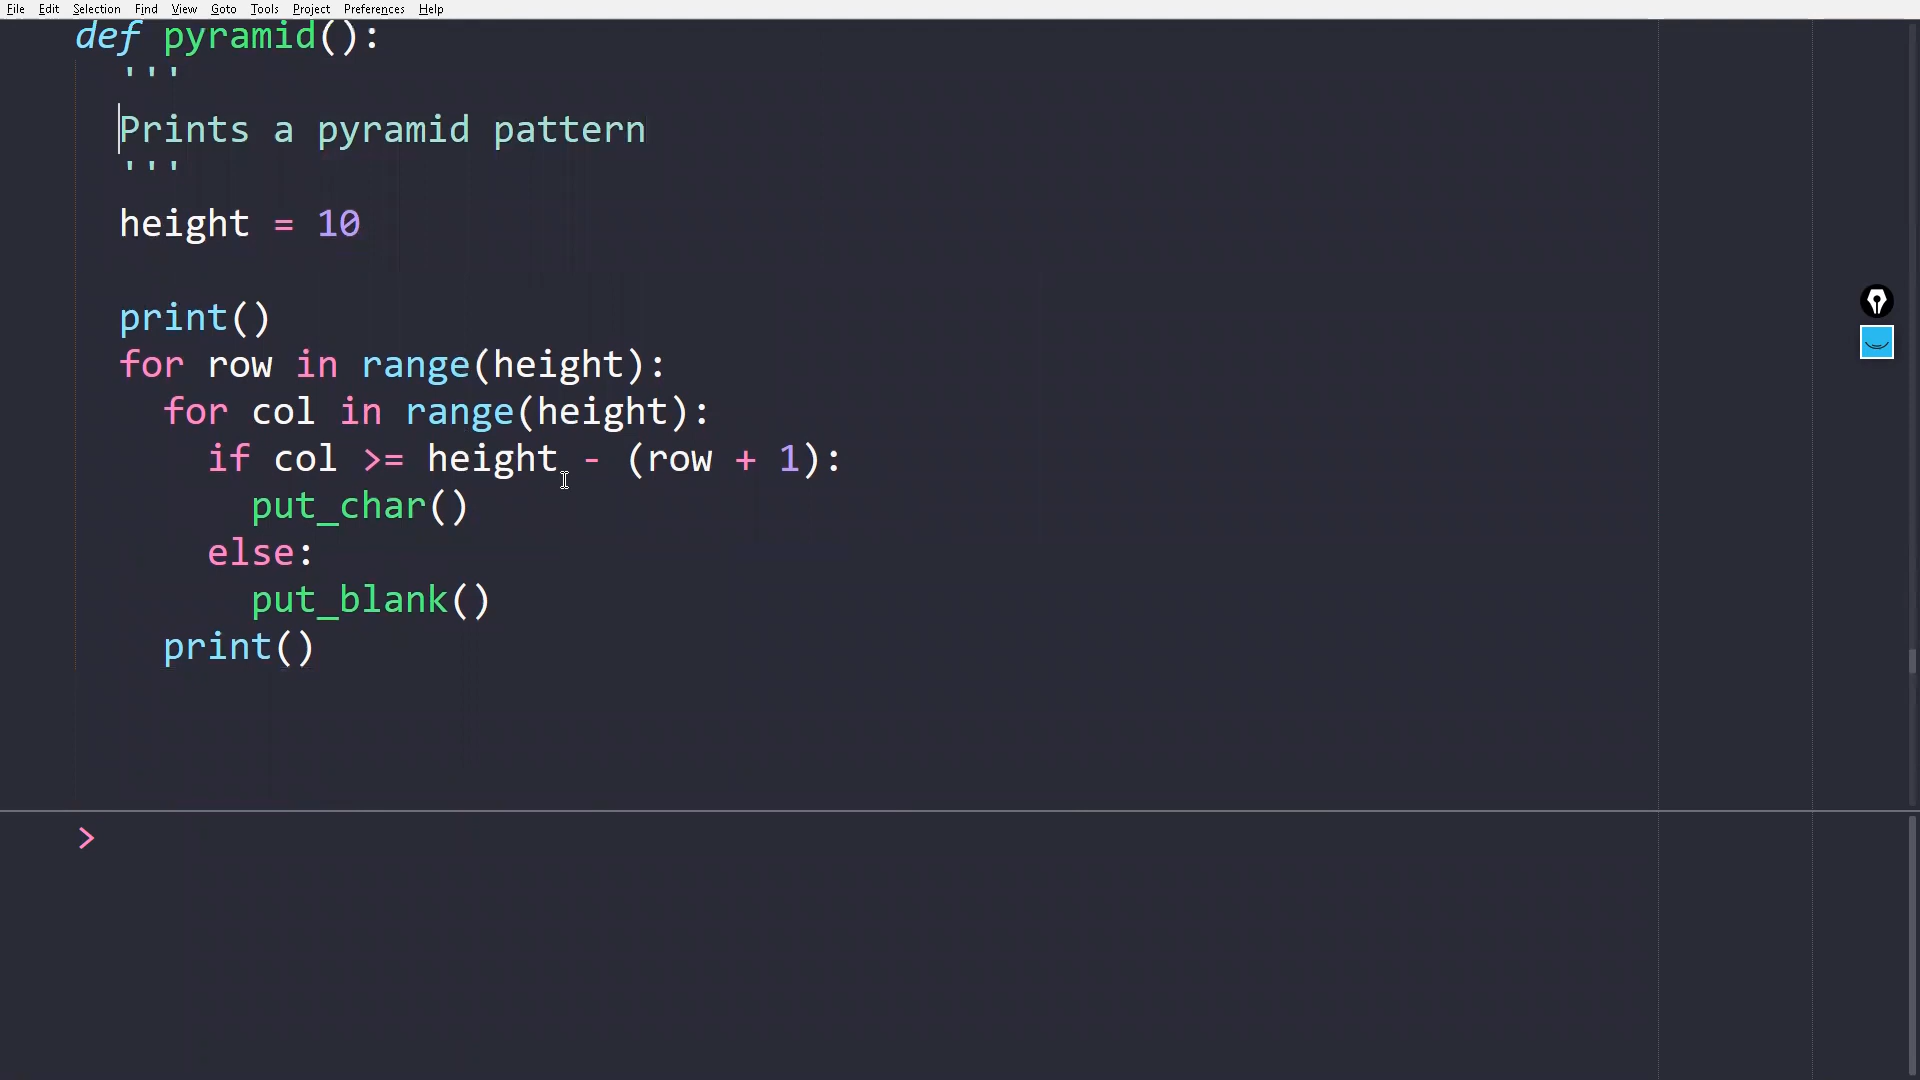 File Edit Selection Find View Goto Tools Project Preferences Help
def pyramid():
'''
Prints a pyramid pattern
'''
height = 10
print()
for row in range(height):
for col in range(height):
if col >= height - (row + 1):
put_char()
else:
put_blank()
print()
>